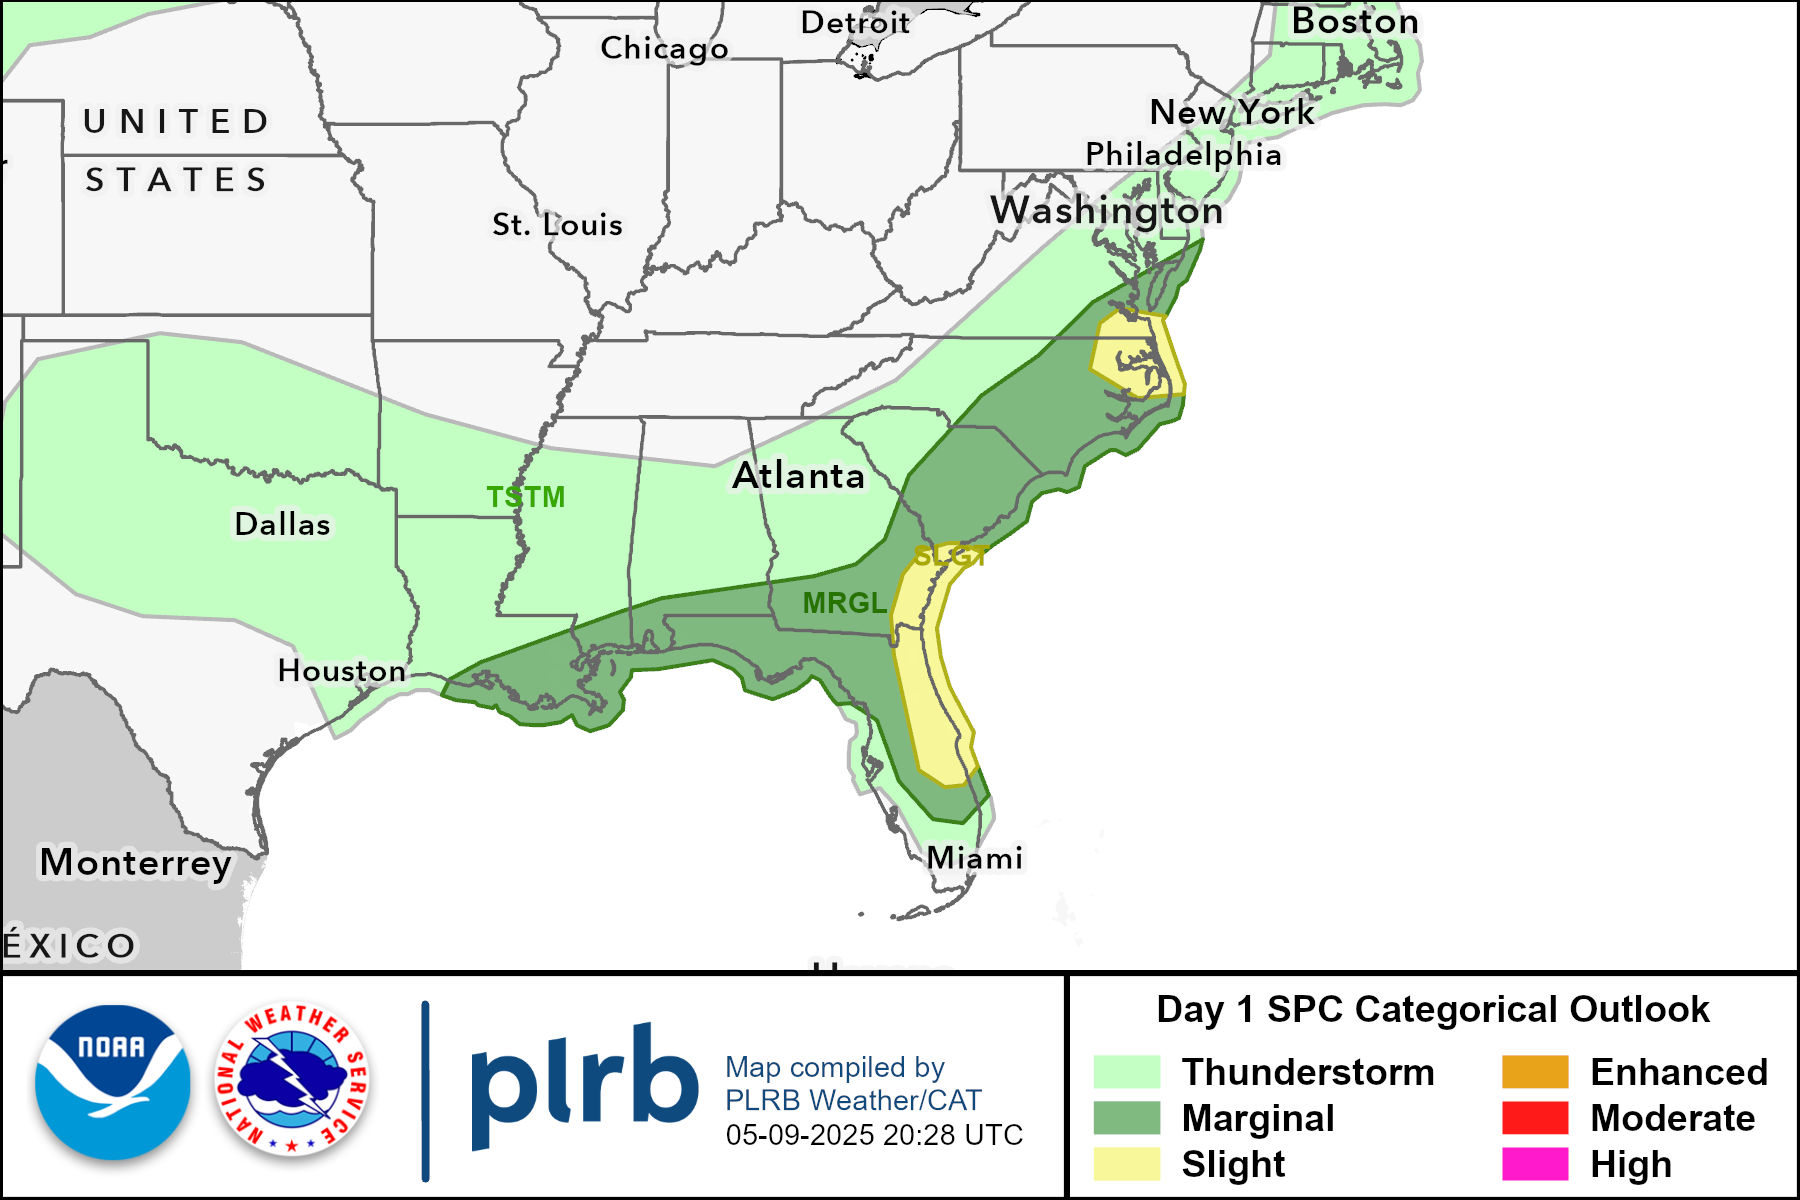 Boston
Detroit
Chicago
New York
UNITED
STATES
Philadelphia
Washington
St. Louis
Atlanta
TSTM
Dallas
SLGT
MRGL
Houston
Miami
Monterrey
ÉXICO
NOAA
NATIONAL WEATHER SERVICE
plrb
Map compiled by
PLRB Weather/CAT
05-09-2025 20:28 UTC
Day 1 SPC Categorical Outlook
Thunderstorm
Marginal
Slight
Enhanced
Moderate
High